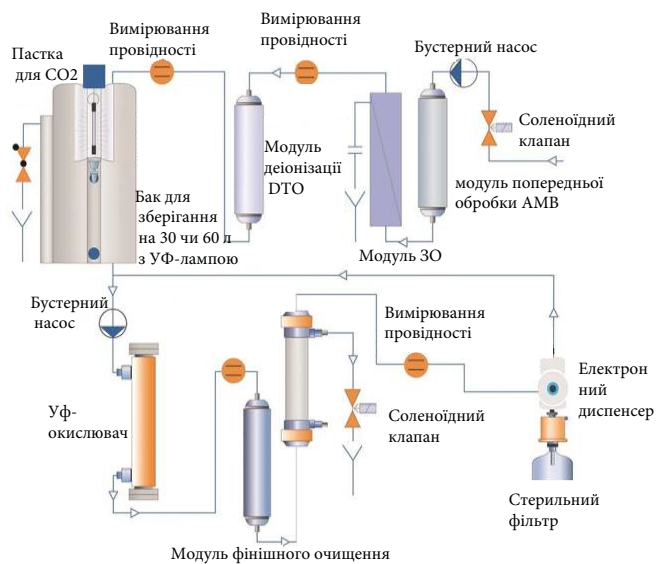 Пастка
для CO2
Вимірювання
провідності
Вимірювання
провідності
Бустерний насос
Соленоїдний
клапан
Модуль
деіонізації
DTO
модуль попередньої
обробки АМВ
Бак для
зберігання
на 30 чи 60 л
з УФ-лампою
Модуль ЗО
Бустерний
насос
Вимірювання
провідності
Електрон
ний
диспенсер
Уф-
окислювач
Соленоїдний
клапан
Стерильний
фільтр
Модуль фінішного очищення